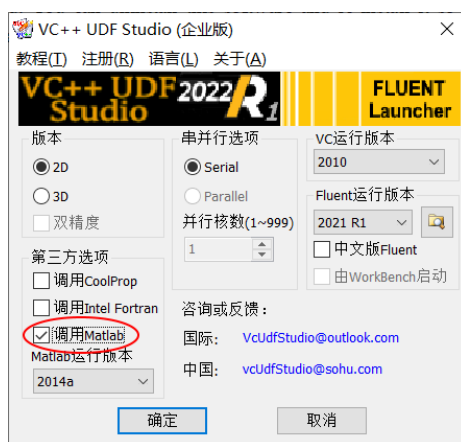 VC++ UDF Studio (企业版)
教程(T) 注册(R) 语言(L) 关于(A)
VC++ UDF Studio 2022 R1 FLUENT Launcher
版本
2D
3D
双精度
串并行选项
Serial
Parallel
并行核数(1~999)
1
VC运行版本
2010
Fluent运行版本
2021 R1
中文版Fluent
由WorkBench启动
第三方选项
调用CoolProp
调用Intel Fortran
调用Matlab
Matlab运行版本
2014a
咨询或反馈：
国际: VcUdfStudio@outlook.com
中国: vcUdfStudio@sohu.com
确定
取消